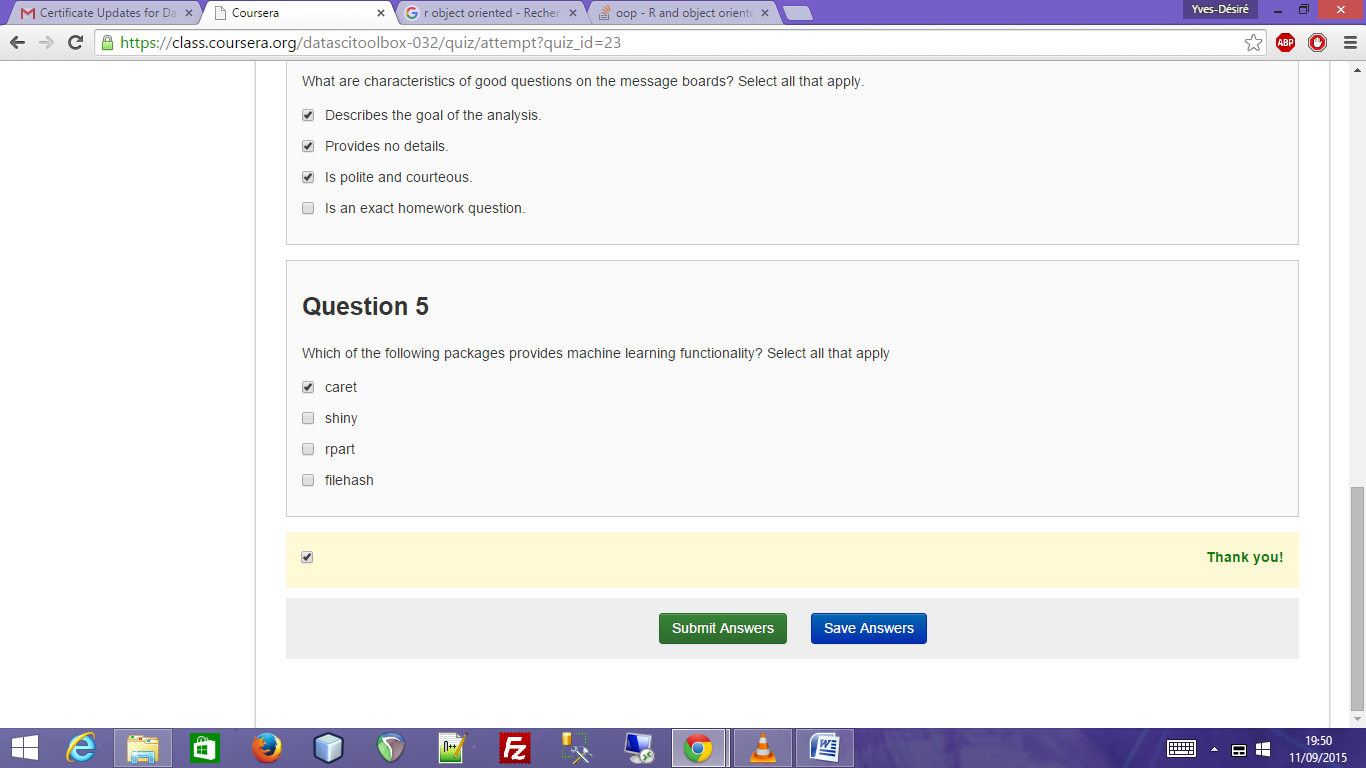 Certificate Updates for Da
Coursera
r object oriented - Recher
oop - R and object oriente
Yves-Désiré
https://class.coursera.org/datascitoolbox-032/quiz/attempt?quiz_id=23
ABP
What are characteristics of good questions on the message boards? Select all that apply.
Describes the goal of the analysis.
Provides no details.
Is polite and courteous.
Is an exact homework question.
Question 5
Which of the following packages provides machine learning functionality? Select all that apply
caret
shiny
rpart
filehash
Thank you!
Submit Answers
Save Answers
19:50
11/09/2015